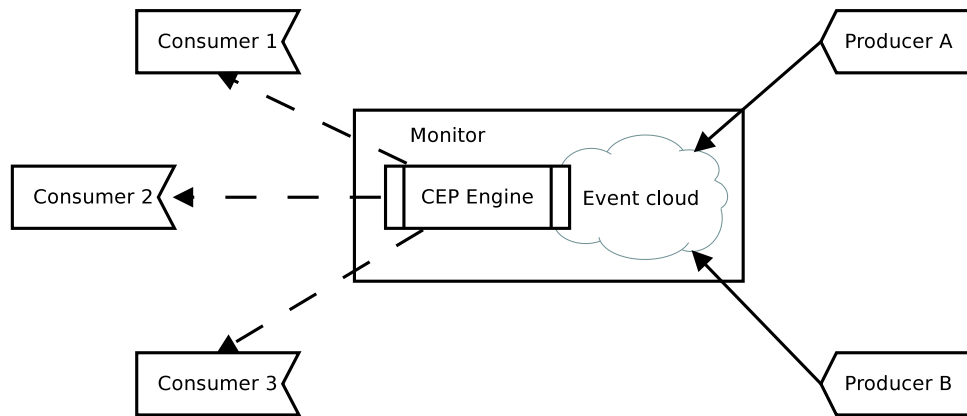 Consumer 1
Producer A
Monitor
Consumer 2
CEP Engine
Event cloud
Consumer 3
Producer B